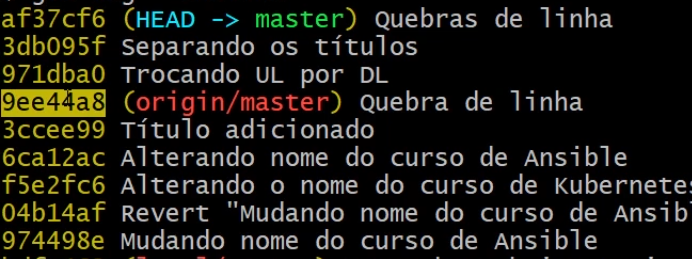 af37cf6 (HEAD -> master) Quebras de linha
3db095f Separando os títulos
971dba0 Trocando UL por DL
9ee44a8 (origin/master) Quebra de linha
3ccee99 Título adicionado
6ca12ac Alterando nome do curso de Ansible
f5e2fc6 Alterando o nome do curso de Kubernetes
04b14af Revert "Mudando nome do curso de Ansibl
974498e Mudando nome do curso de Ansible